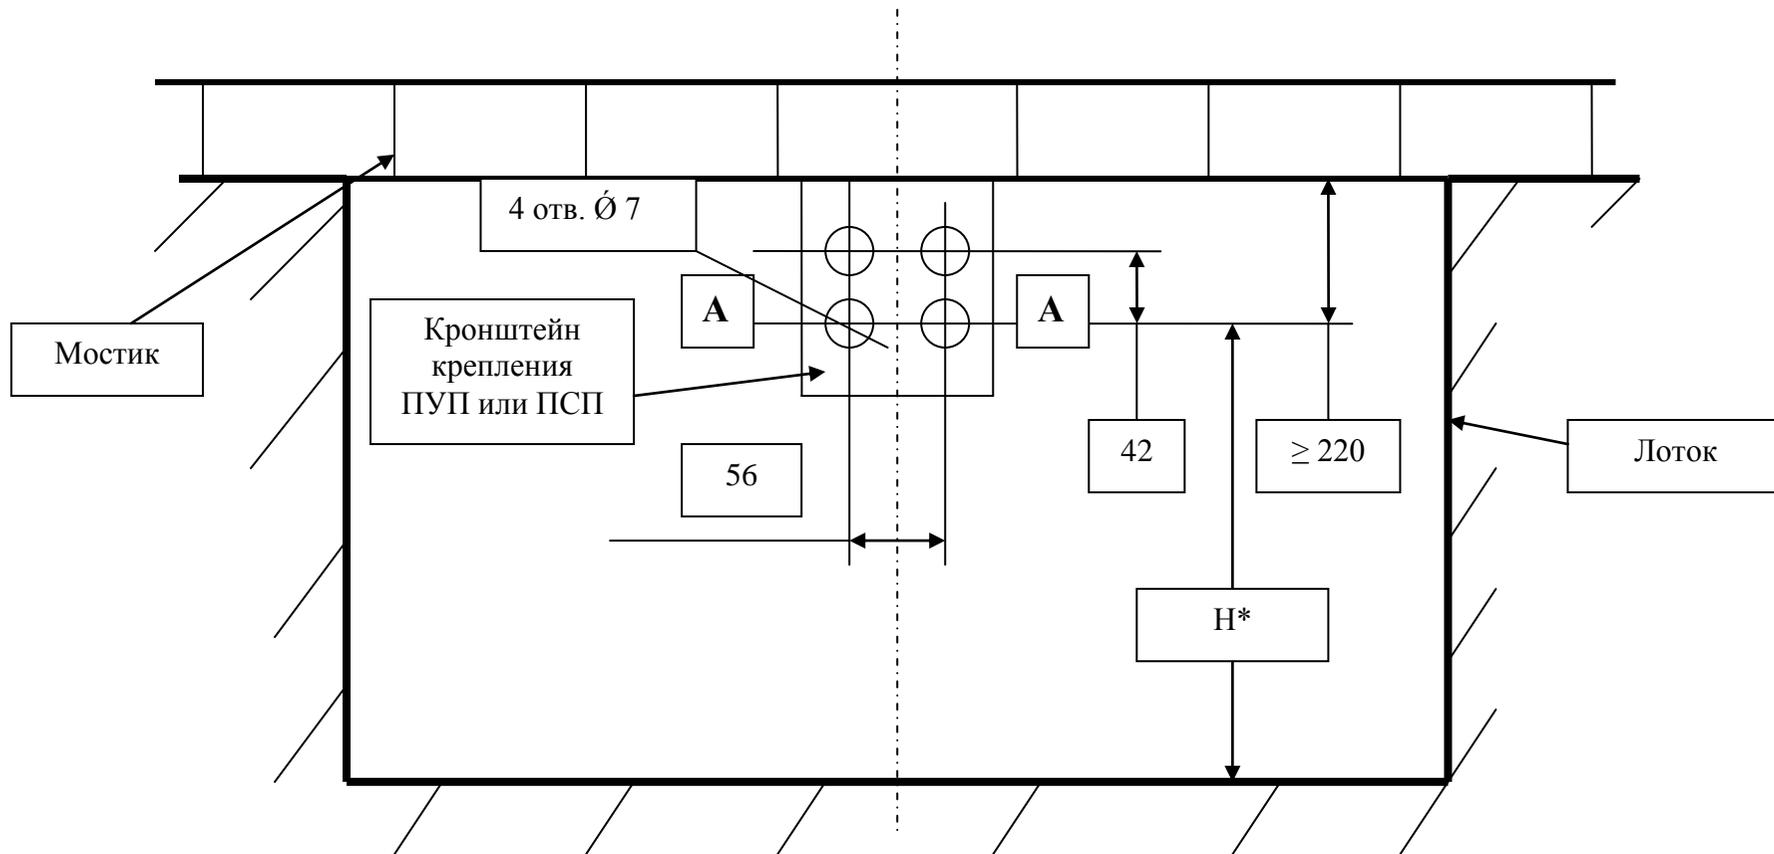 4 отв. Ǿ 7
А
А
Кронштейн
крепления
ПУП или ПСП
Мостик
56
42
≥ 220
Лоток
Н*